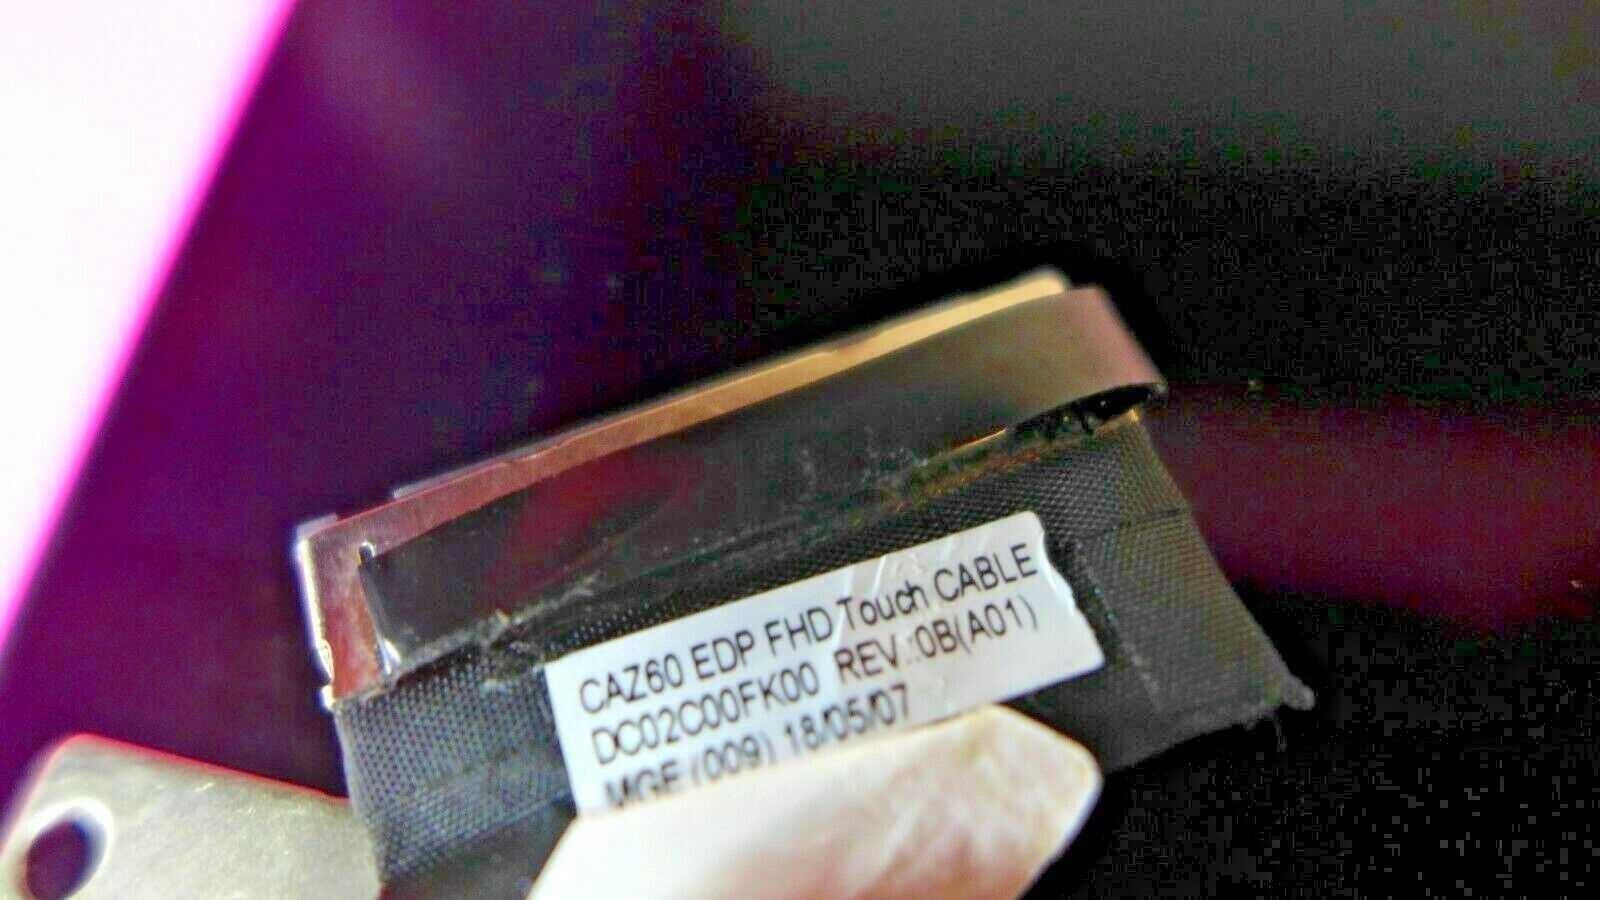 CAZ60 EDP FHD Touch CABLE
DC02C00FK00 REV.:0B(A01)
MGE (009) 18/05/07